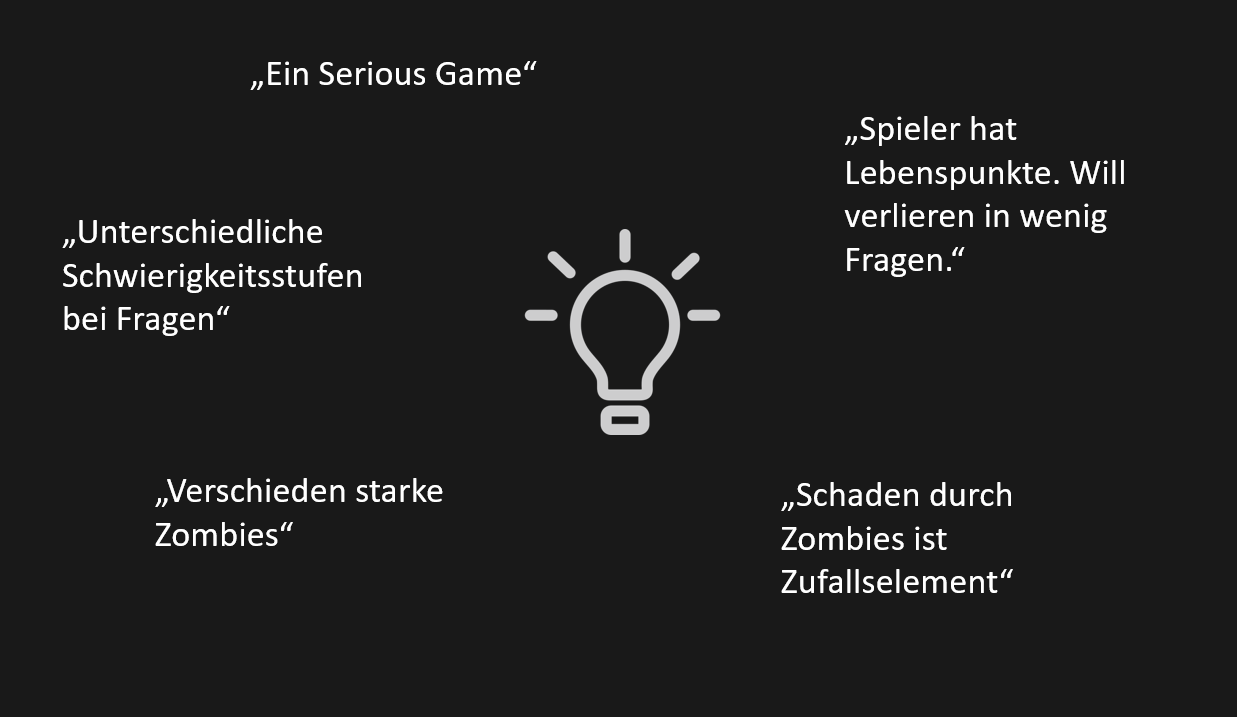 „Ein Serious Game“
„Spieler hat
Lebenspunkte. Will
verlieren in wenig
Fragen.“
„Unterschiedliche
Schwierigkeitsstufen
bei Fragen“
„Verschieden starke
Zombies“
„Schaden durch
Zombies ist
Zufallselement“